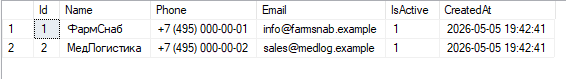 Id Name Phone Email IsActive CreatedAt
1 1 ФармСнаб +7 (495) 000-00-01 info@farmsnab.example 1 2026-05-05 19:42:41
2 2 МедЛогистика +7 (495) 000-00-02 sales@medlog.example 1 2026-05-05 19:42:41